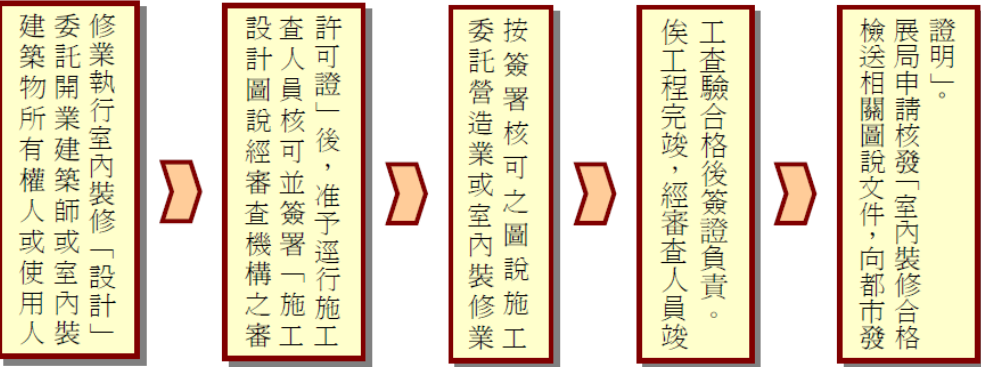 建築物所有權人或使用人
委託開業建築師或室內裝
修業執行室內裝修「設計」
設計圖說經審查機構之審
查人員核可並簽署「施工
許可證」後，准予逕行施工
委託營造業或室內裝修業
按簽署核可之圖說施工
俟工程完竣，經審查人員竣
工查驗合格後簽證負責。
檢送相關圖說文件，向都市發
展局申請核發「室內裝修合格
證明」。